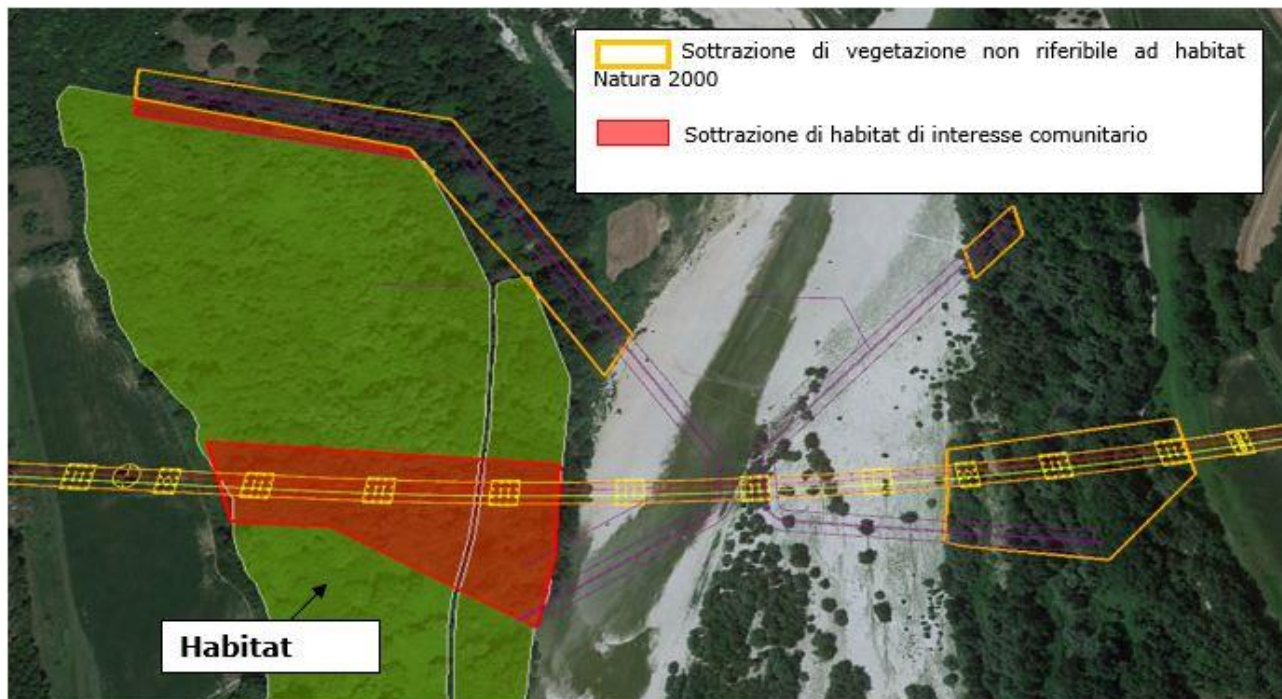 Sottrazione di vegetazione non riferibile ad habitat
Natura 2000
Sottrazione di habitat di interesse comunitario
Habitat